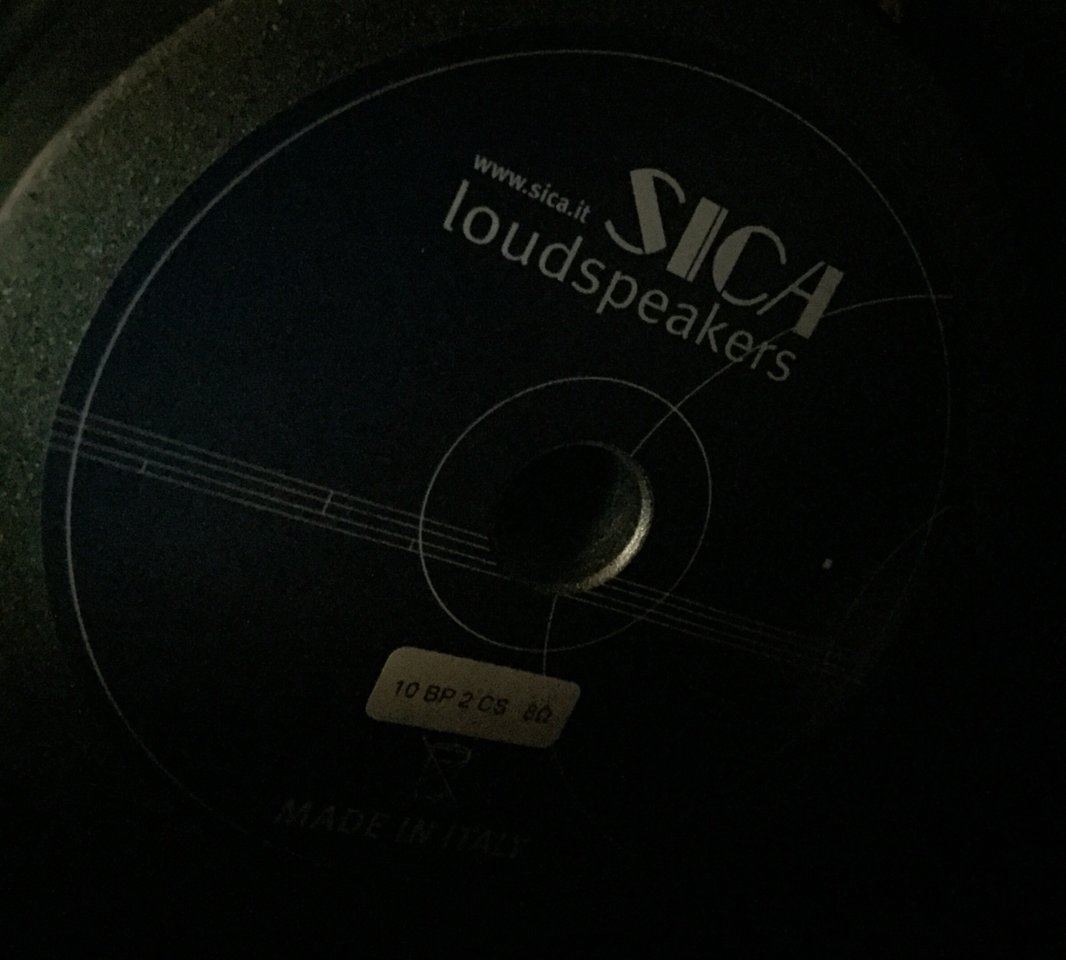 www.sica.it SICA
loudspeakers
10 BP 2 CS 8Ω
MADE IN ITALY